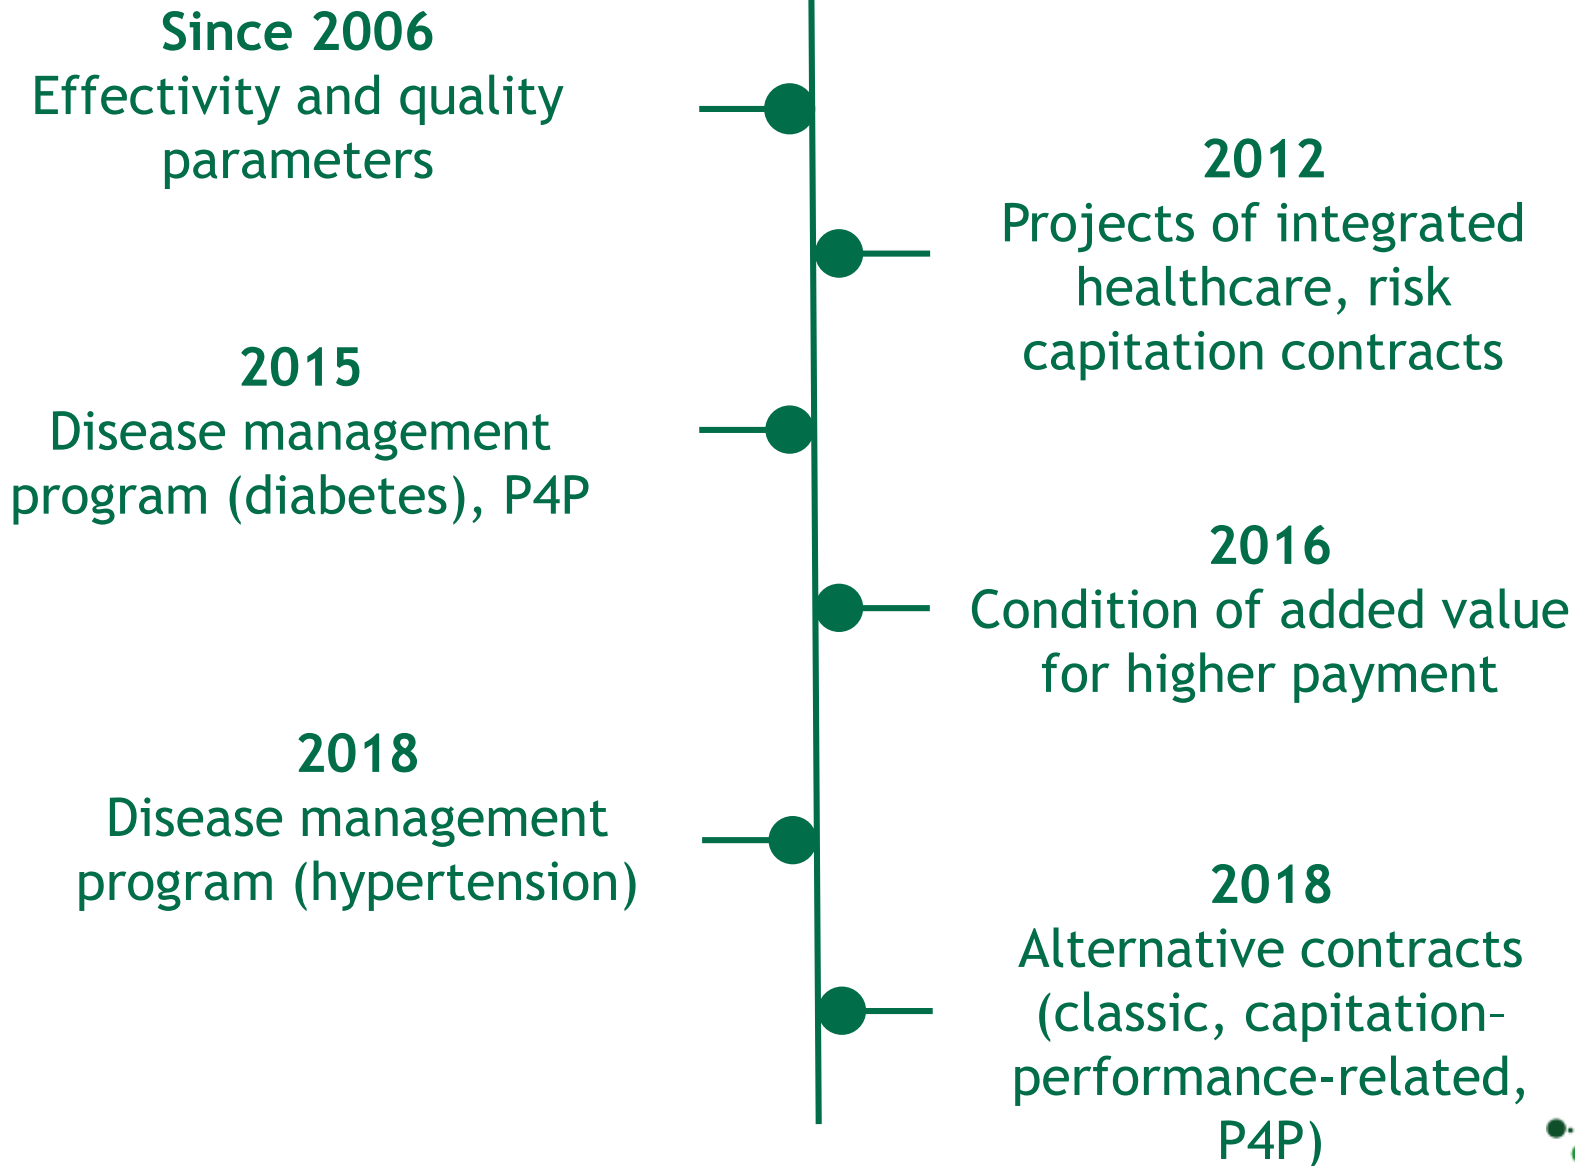 Since 2006
Effectivity and quality
parameters
2012
Projects of integrated
healthcare, risk
capitation contracts
2015
Disease management
program (diabetes), P4P
2016
Condition of added value
for higher payment
2018
Disease management
program (hypertension)
2018
Alternative contracts
(classic, capitation–
performance-related,
P4P)